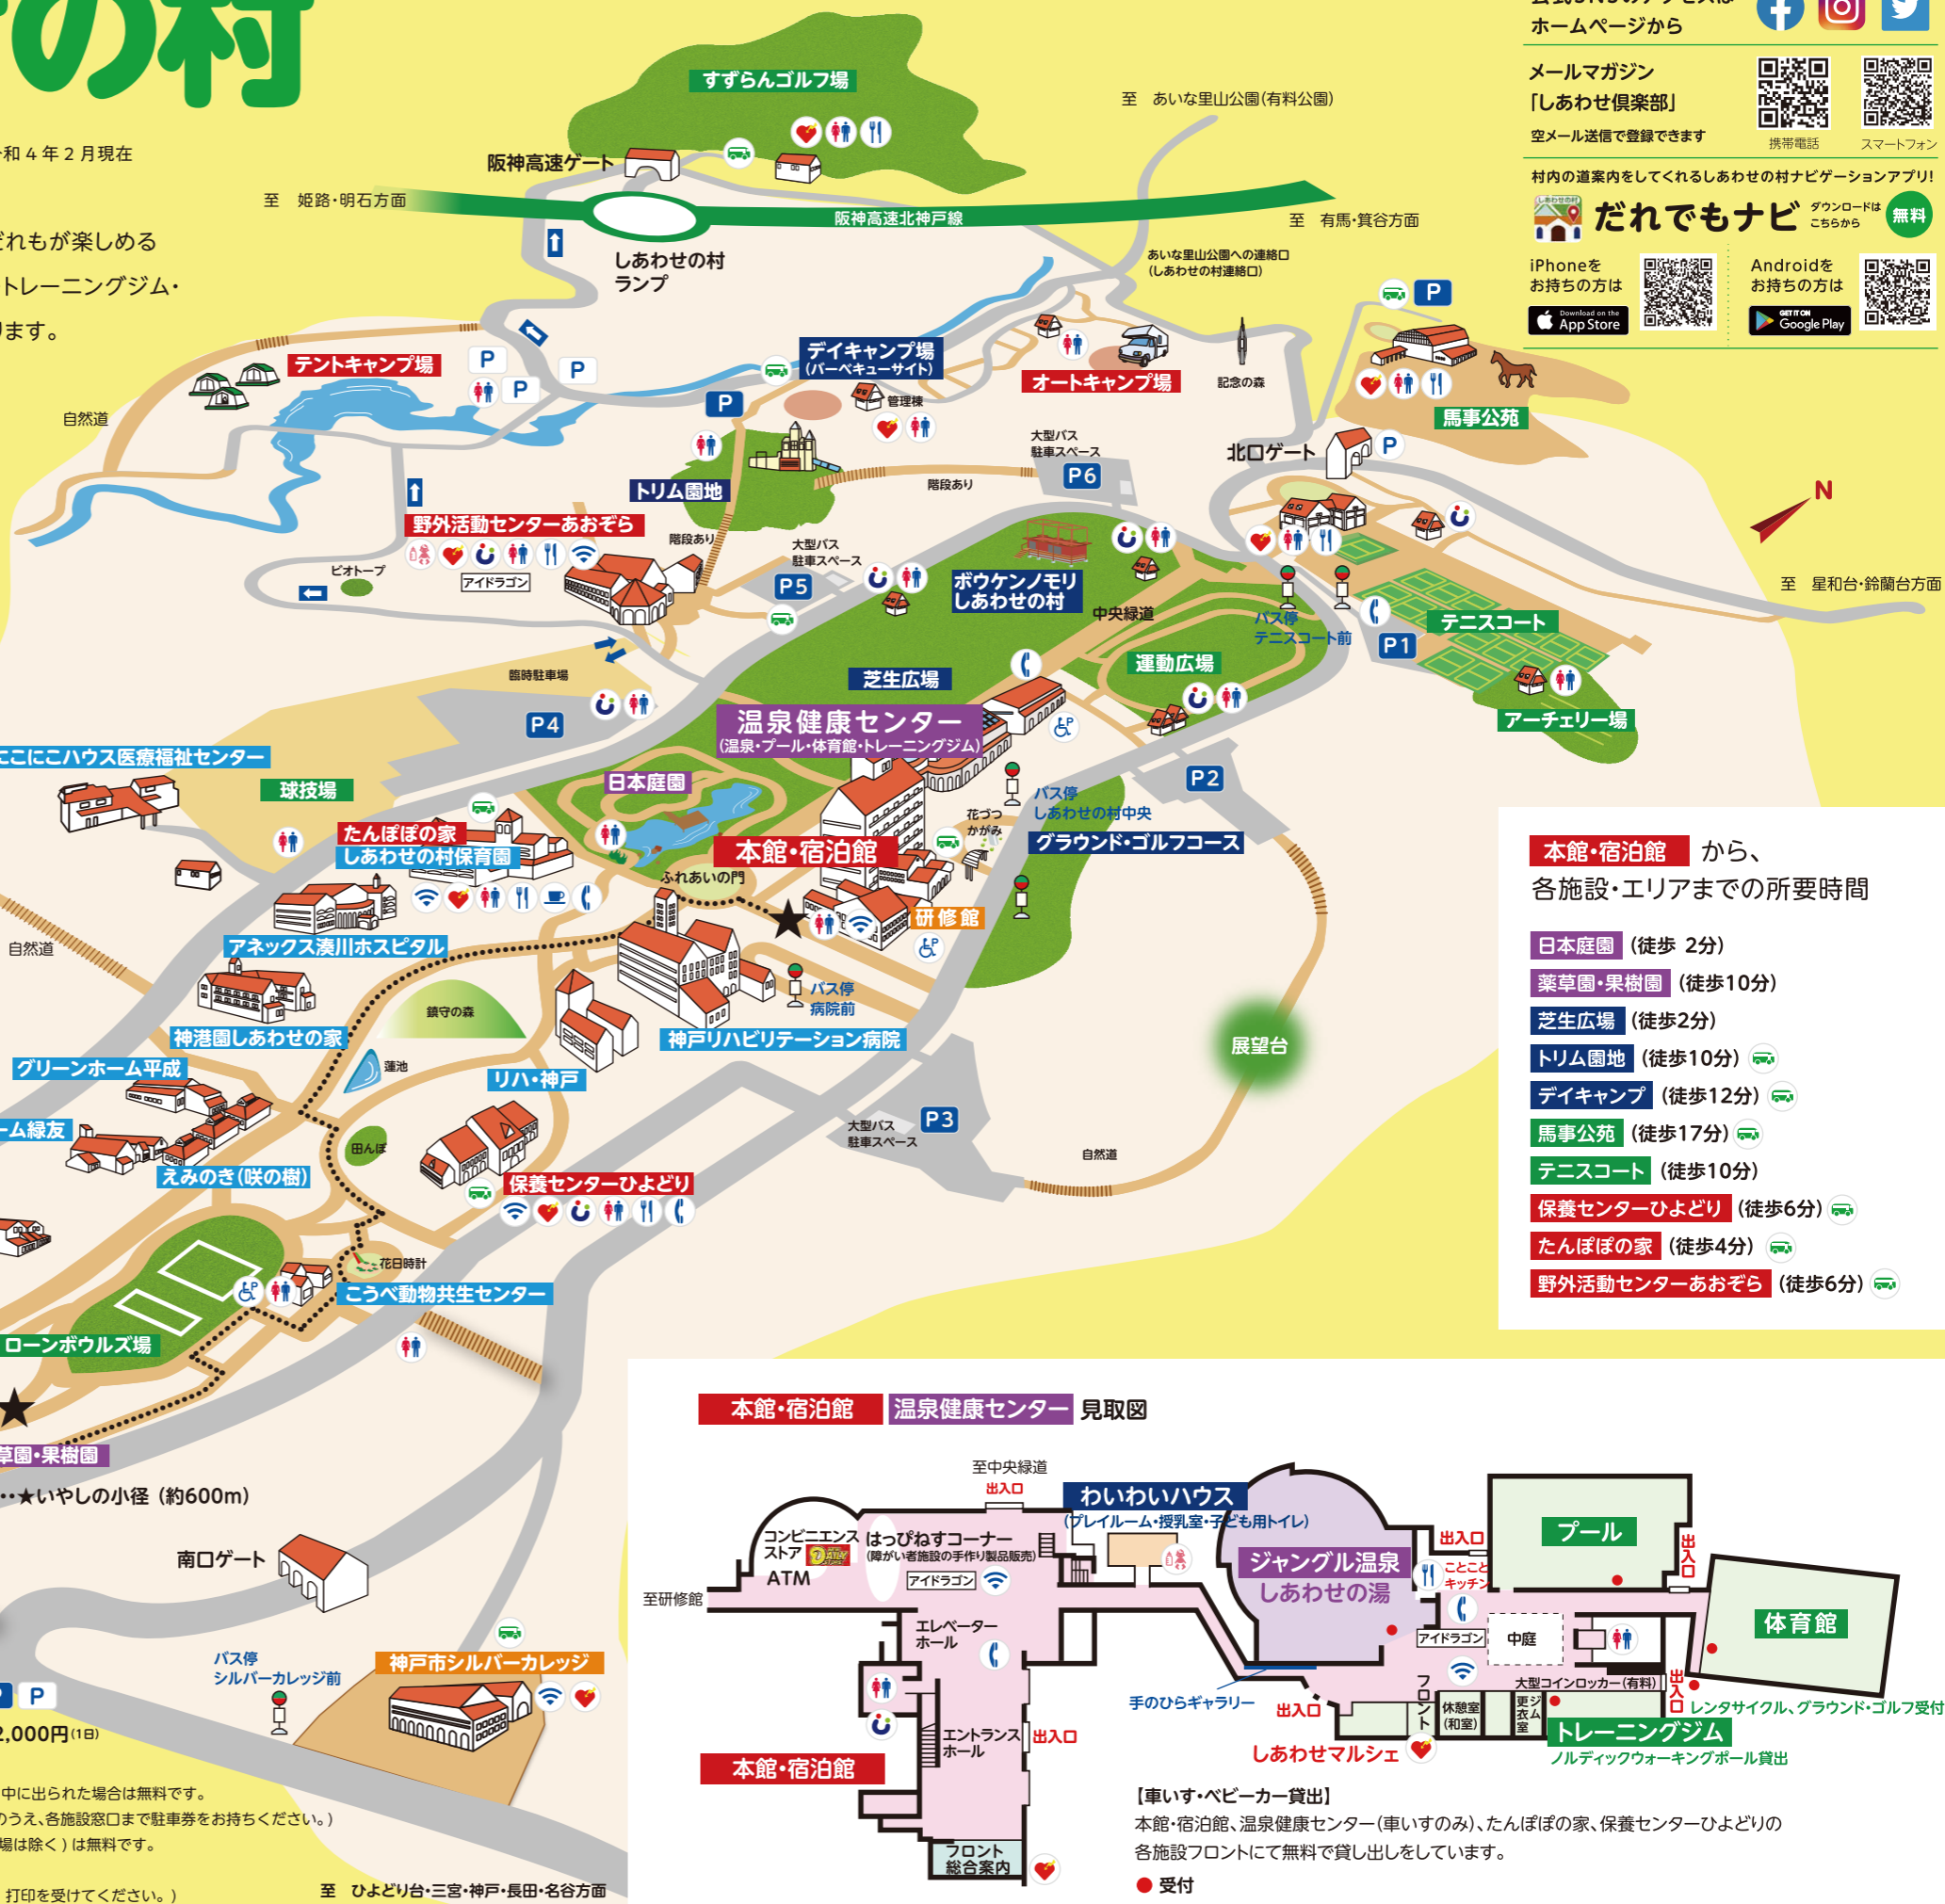 の村
公式SNSのアクセスは
ホームページから
メールマガジン
「しあわせ倶楽部」
空メール送信で登録できます
携帯電話
スマートフォン
村内の道案内をしてくれるしあわせの村ナビゲーションアプリ!
しあわせの村
だれでもナビ
ダウンロードは
こちらから
無料
iPhoneを
お持ちの方は
Download on the
App Store
Androidを
お持ちの方は
GET IT ON
Google Play
和4年2月現在
どれもが楽しめる
トレーニングジム・
ります。
すずらんゴルフ場
至 あいな里山公園(有料公園)
阪神高速ゲート
至 姫路・明石方面
阪神高速北神戸線
至 有馬・箕谷方面
しあわせの村
ランプ
あいな里山公園への連絡口
(しあわせの村連絡口)
P
テントキャンプ場
P
P
P
デイキャンプ場
(バーベキューサイト)
管理棟
オートキャンプ場
記念の森
馬事公苑
自然道
P
トリム園地
階段あり
大型バス
駐車スペース
P6
北口ゲート
P
N
野外活動センターあおぞら
アイドラゴン
階段あり
ビオトープ
大型バス
駐車スペース
P5
ボウケンノモリ
しあわせの村
中央緑道
バス停
テニスコート前
P1
テニスコート
至 星和台・鈴蘭台方面
臨時駐車場
P4
芝生広場
運動広場
アーチェリー場
温泉健康センター
(温泉・プール・体育館・トレーニングジム)
P
にこにこハウス医療福祉センター
球技場
日本庭園
P2
バス停
しあわせの村中央
花づつ
かがみ
グラウンド・ゴルフコース
たんぽぽの家
しあわせの村保育園
本館・宿泊館
ふれあいの門
研修館
P
アネックス湊川ホスピタル
自然道
バス停
病院前
神港園しあわせの家
鎮守の森
神戸リハビリテーション病院
展望台
グリーンホーム平成
蓮池
リハ・神戸
ーム緑友
田んぼ
えみのき(咲の樹)
大型バス
駐車スペース
P3
自然道
保養センターひよどり
花日時計
P
こうべ動物共生センター
ローンボウルズ場
草園・果樹園
‥★いやしの小径 (約600m)
南口ゲート
バス停
シルバーカレッジ前
神戸市シルバーカレッジ
P
2,000円(1日)
中に出られた場合は無料です。
のうえ、各施設窓口まで駐車券をお持ちください。)
場は除く)は無料です。
打印を受けてください。)
至 ひよどり台・三宮・神戸・長田・名谷方面
本館・宿泊館 から、
各施設・エリアまでの所要時間
日本庭園 (徒歩 2分)
薬草園・果樹園 (徒歩10分)
芝生広場 (徒歩2分)
トリム園地 (徒歩10分)
デイキャンプ (徒歩12分)
馬事公苑 (徒歩17分)
テニスコート (徒歩10分)
保養センターひよどり (徒歩6分)
たんぽぽの家 (徒歩4分)
野外活動センターあおぞら (徒歩6分)
本館・宿泊館 温泉健康センター 見取図
至中央緑道
出入口
わいわいハウス
(プレイルーム・授乳室・子ども用トイレ)
コンビニエンス
ストア
ATM
はっぴねすコーナー
(障がい者施設の手作り製品販売)
アイドラゴン
至研修館
エレベーター
ホール
ジャングル温泉
しあわせの湯
出入口
ことこと
キッチン
プール
出入口
体育館
アイドラゴン
中庭
大型コインロッカー(有料)
手のひらギャラリー
出入口
フロント
休憩室
(和室)
ジム
更衣室
出入口
レンタサイクル、グラウンド・ゴルフ受付
トレーニングジム
ノルディックウォーキングポール貸出
しあわせマルシェ
エントランス
ホール
出入口
本館・宿泊館
フロント
総合案内
【車いす・ベビーカー貸出】
本館・宿泊館、温泉健康センター(車いすのみ)、たんぽぽの家、保養センターひよどりの
各施設フロントにて無料で貸し出しをしています。
受付